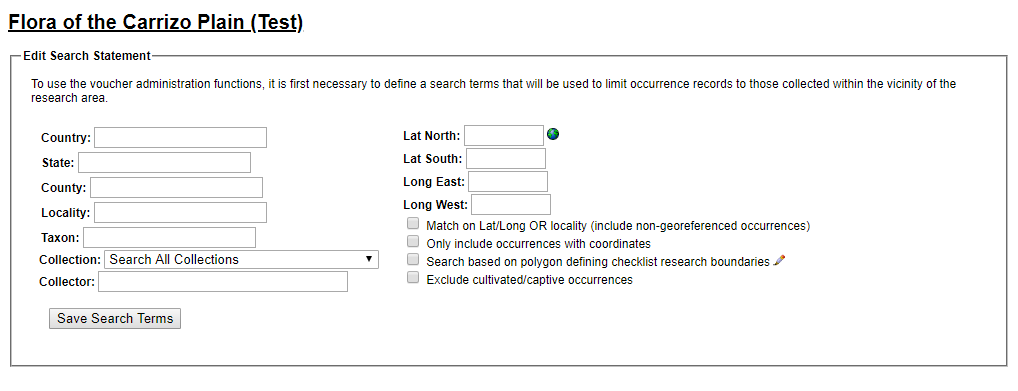 Flora of the Carrizo Plain (Test)
Edit Search Statement
To use the voucher administration functions, it is first necessary to define a search terms that will be used to limit occurrence records to those collected within the vicinity of the
research area.
Country:
State:
County:
Locality:
Taxon:
Collection: Search All Collections
Collector:
Save Search Terms
Lat North:
Lat South:
Long East:
Long West:
Match on Lat/Long OR locality (include non-georeferenced occurrences)
Only include occurrences with coordinates
Search based on polygon defining checklist research boundaries
Exclude cultivated/captive occurrences